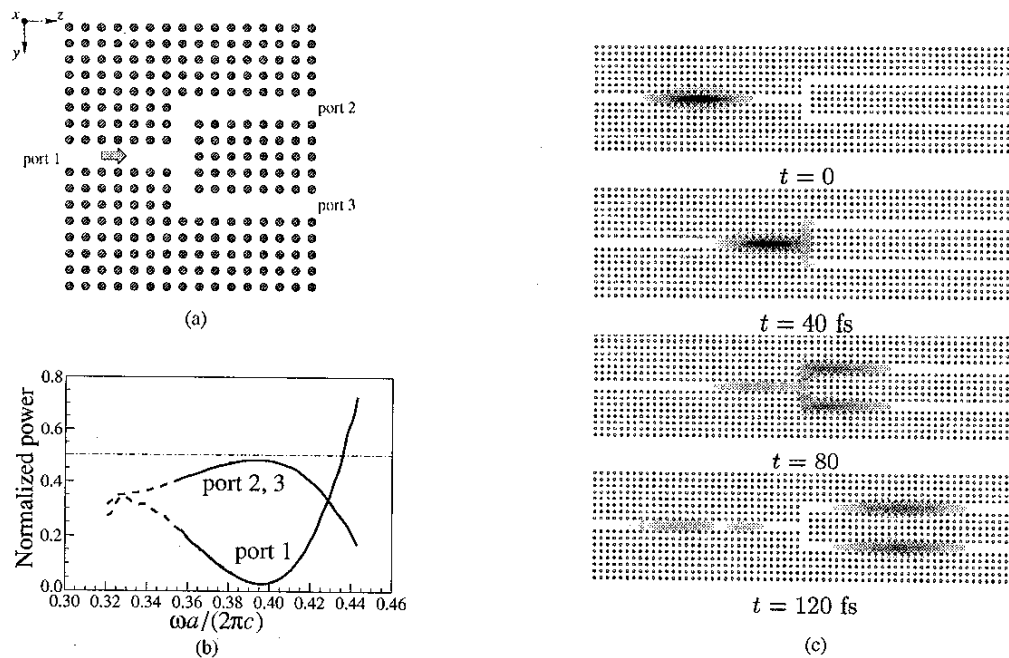 x
z
y
port 1
port 2
port 3
(a)
Normalized power
0.8
0.6
0.4
0.2
0.0
port 2, 3
port 1
0.30 0.32 0.34 0.36 0.38 0.40 0.42 0.44 0.46
ωa/(2πc)
(b)
t = 0
t = 40 fs
t = 80
t = 120 fs
(c)